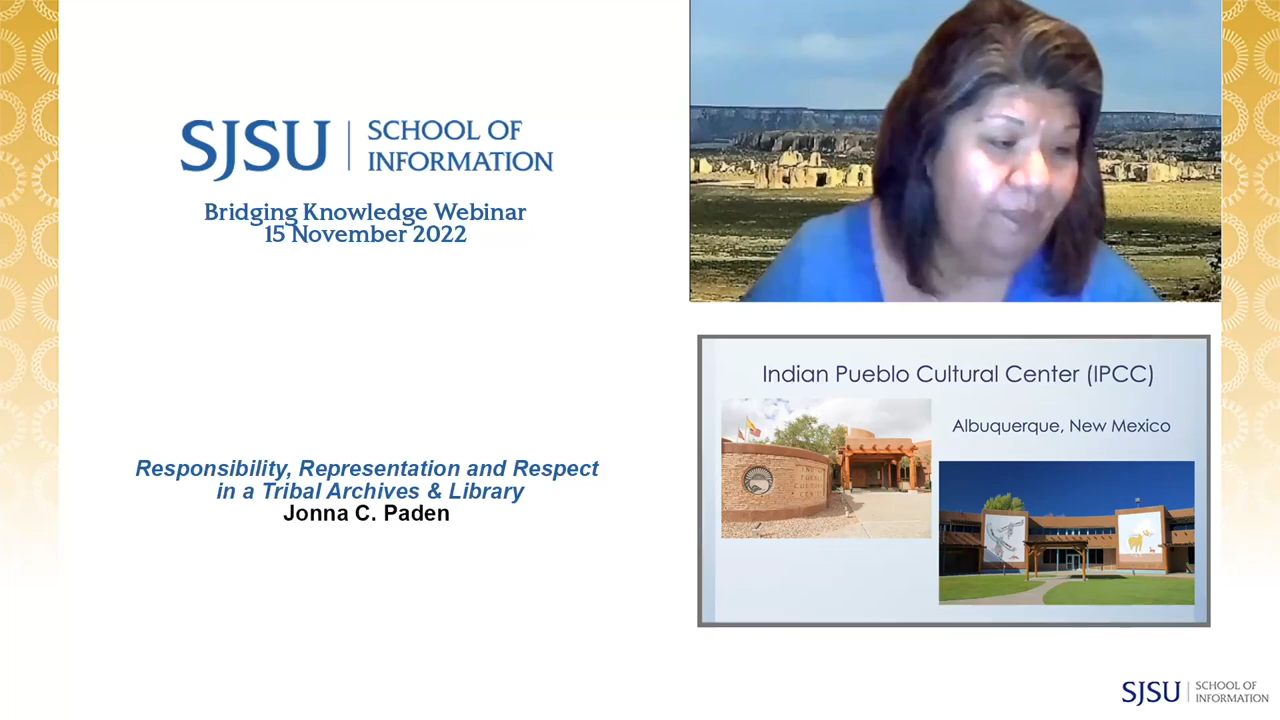 SJSU
SCHOOL OF
INFORMATION
Bridging Knowledge Webinar
15 November 2022
Responsibility, Representation and Respect
in a Tribal Archives & Library
Jonna C. Paden
Indian Pueblo Cultural Center (IPCC)
Albuquerque, New Mexico
SJSU
SCHOOL OF
INFORMATION